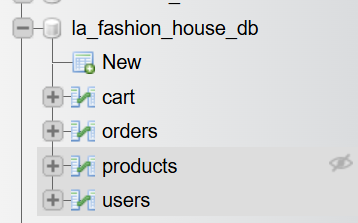 la_fashion_house_db
New
cart
orders
products
users